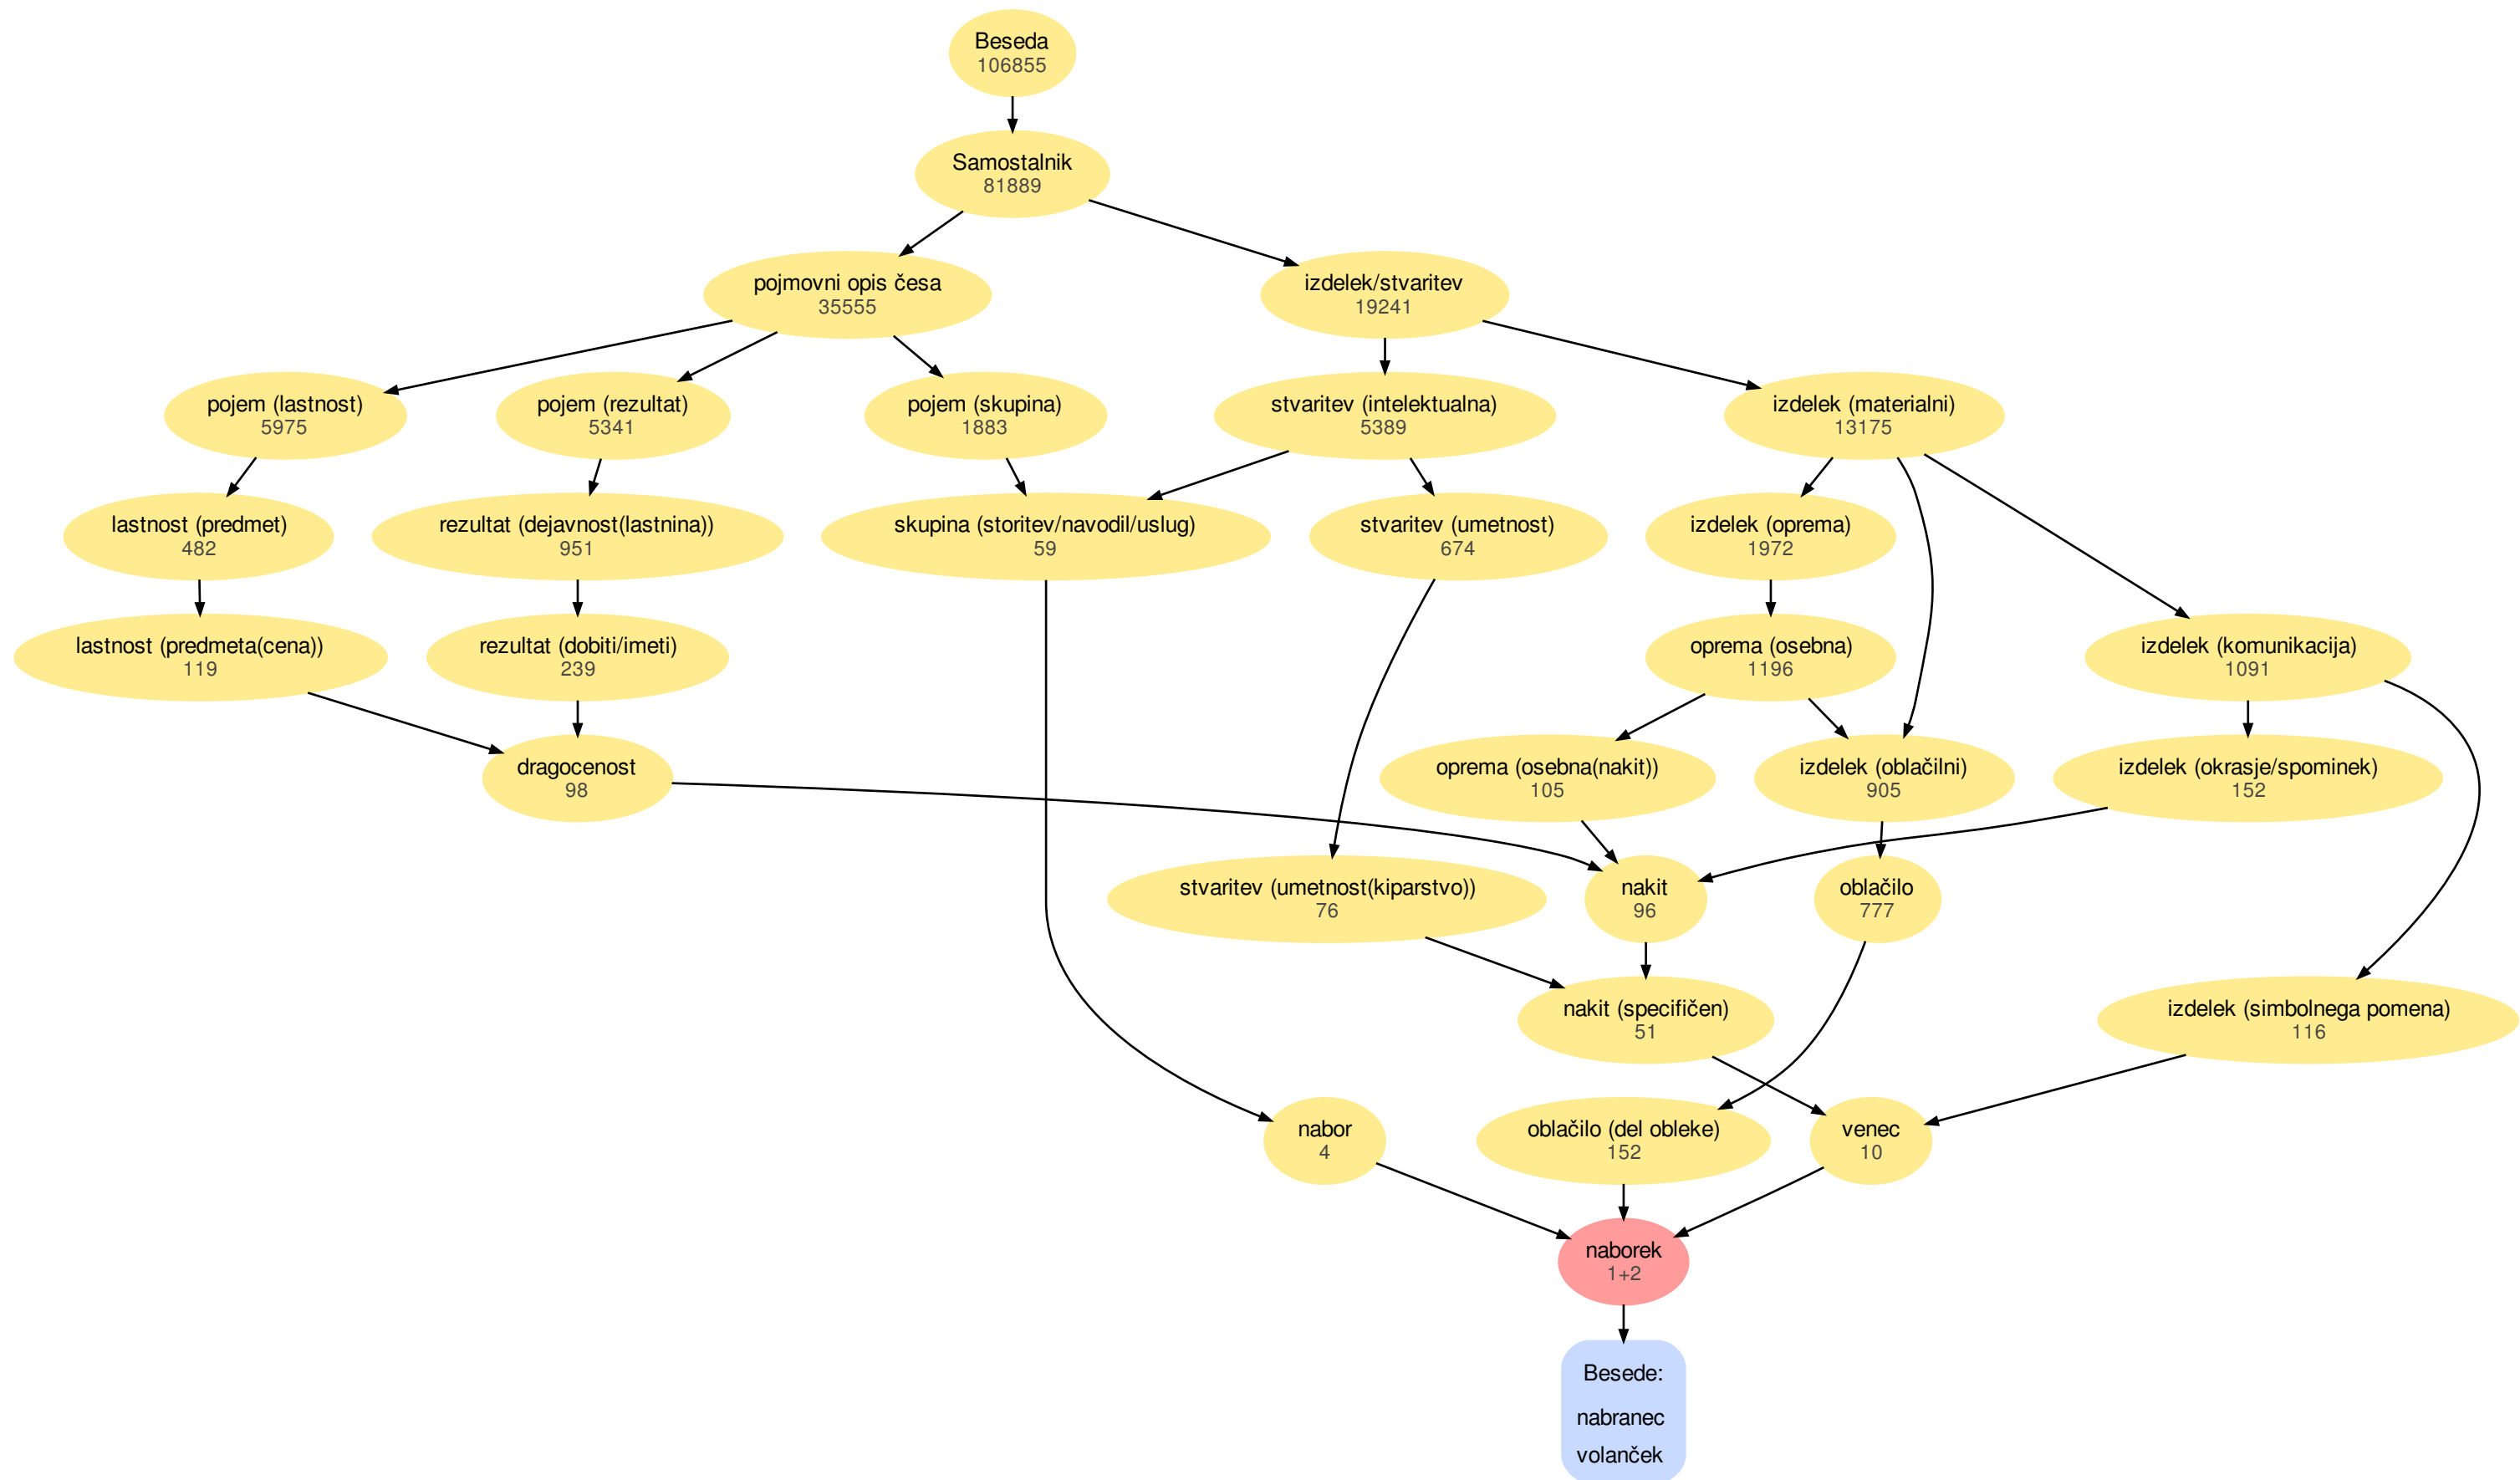 Beseda
106855
Samostalnik
81889
pojmovni opis česa
35555
izdelek/stvaritev
19241
pojem (lastnost)
5975
pojem (rezultat)
5341
pojem (skupina)
1883
stvaritev (intelektualna)
5389
izdelek (materialni)
13175
lastnost (predmet)
482
rezultat (dejavnost(lastnina))
951
skupina (storitev/navodil/uslug)
59
stvaritev (umetnost)
674
izdelek (oprema)
1972
lastnost (predmeta(cena))
119
rezultat (dobiti/imeti)
239
oprema (osebna)
1196
izdelek (komunikacija)
1091
dragocenost
98
oprema (osebna(nakit))
105
izdelek (oblačilni)
905
izdelek (okrasje/spominek)
152
stvaritev (umetnost(kiparstvo))
76
nakit
96
oblačilo
777
nakit (specifičen)
51
izdelek (simbolnega pomena)
116
nabor
4
oblačilo (del obleke)
152
venec
10
naborek
1+2
Besede:
nabranec
volanček